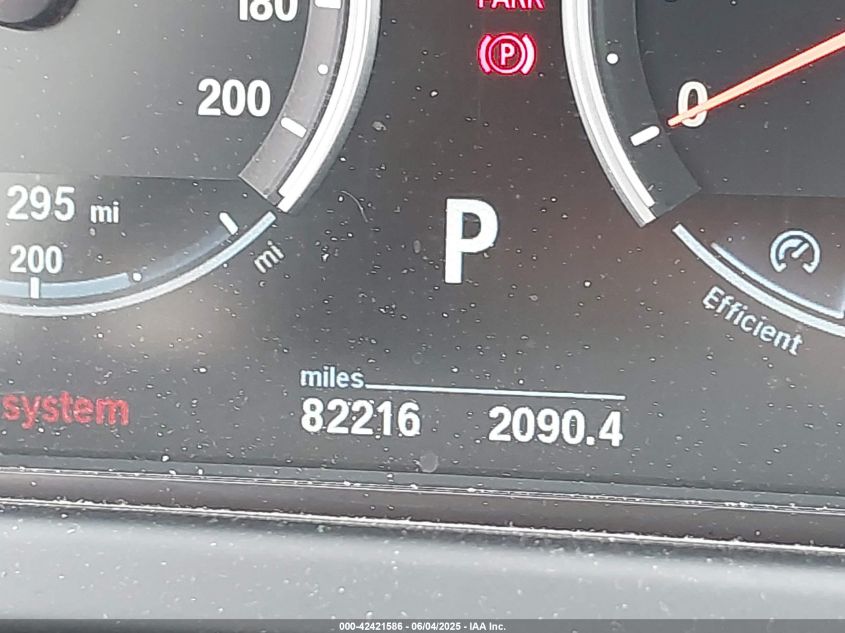 180
PARK
P
200
0
295 mi
200
mi
P
Efficient
miles
82216 2090.4
system
000-42421586 - 06/04/2025 - IAA Inc.